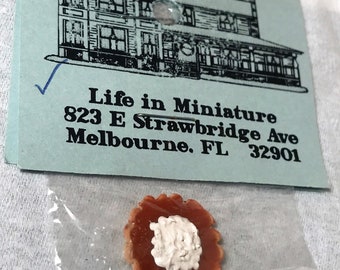 Life in Miniature
823 E Strawbridge Ave
Melbourne. FL 32901